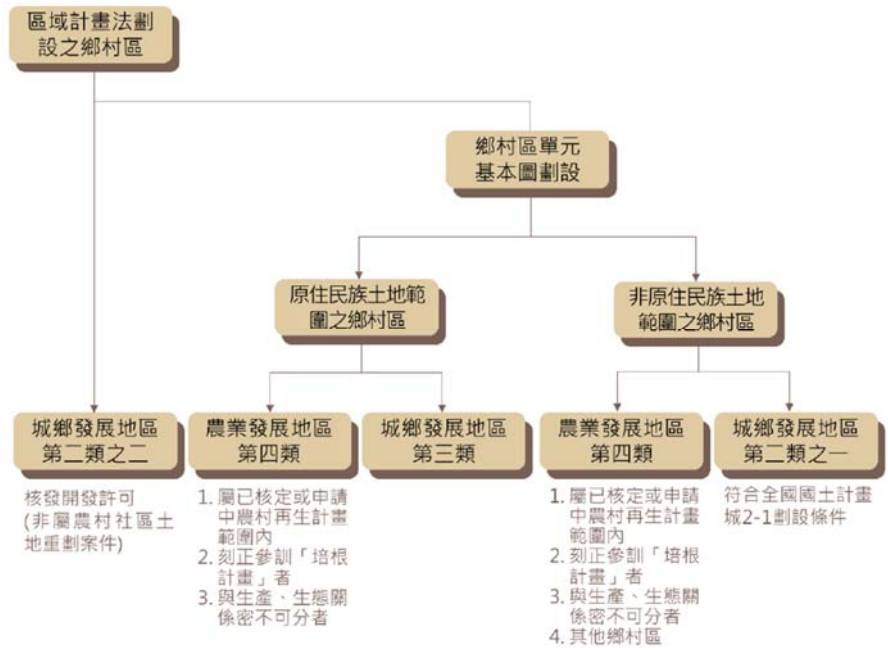 區域計畫法劃
設之鄉村區
鄉村區單元
基本圖劃設
原住民族土地範
圍之鄉村區
非原住民族土地
範圍之鄉村區
城鄉發展地區
第二類之二
核發開發許可
(非屬農村社區土
地重劃案件)
農業發展地區
第四類
1. 屬已核定或申請
中農村再生計畫
範圍內
2. 刻正參訓「培根
計畫」者
3. 與生產、生態關
係密不可分者
城鄉發展地區
第三類
農業發展地區
第四類
1. 屬已核定或申請
中農村再生計畫
範圍內
2. 刻正參訓「培根
計畫」者
3. 與生產、生態關
係密不可分者
4. 其他鄉村區
城鄉發展地區
第二類之一
符合全國國土計畫
城2-1劃設條件